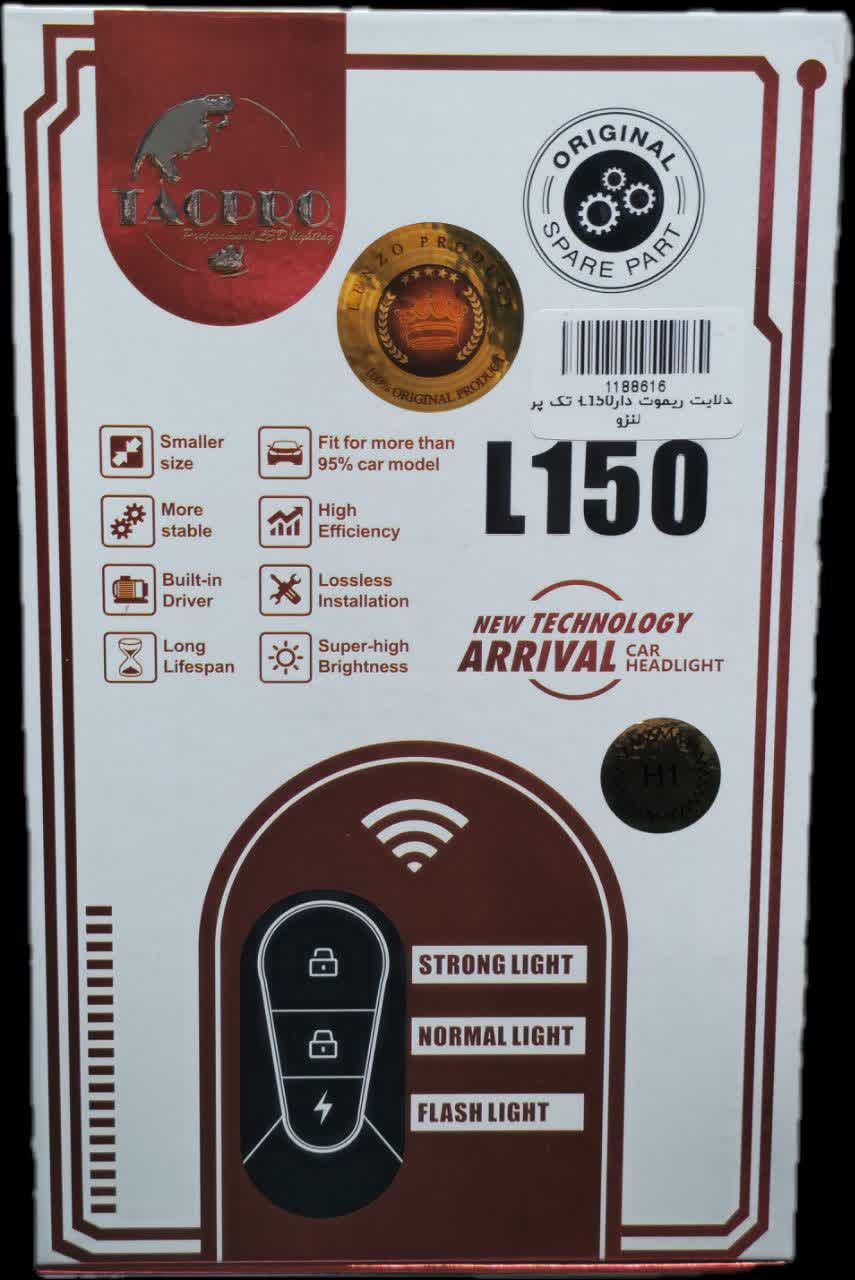 TACPRO
Professional LED lighting
ORIGINAL
SPARE PART
LENZO PRODUCT
100% ORIGINAL PRODUCT
1188616
دلایت ریموت دارL150 تک پر
لنزو
Smaller
size
Fit for more than
95% car model
L150
More
stable
High
Efficiency
Built-in
Driver
Lossless
Installation
Long
Lifespan
Super-high
Brightness
NEW TECHNOLOGY
ARRIVAL CAR
HEADLIGHT
H1
STRONG LIGHT
NORMAL LIGHT
FLASH LIGHT